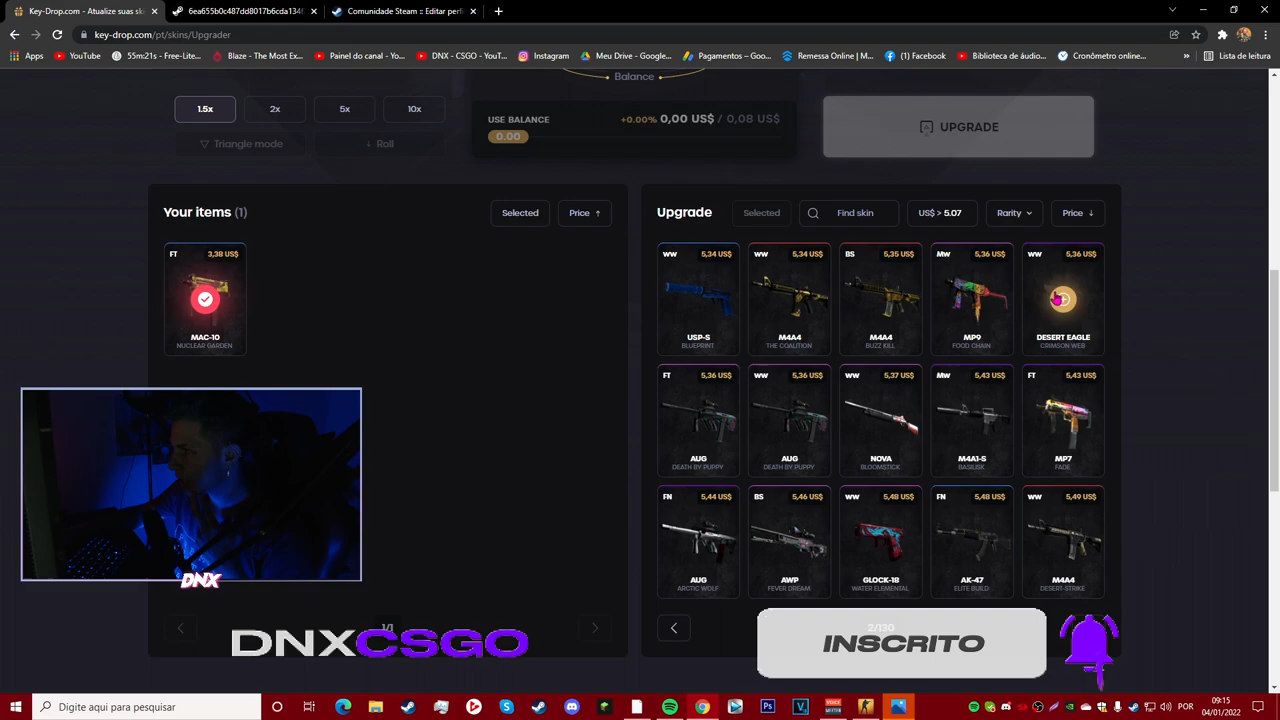 Key-Drop.com - Atualize suas ski
6ea655b0c487dd8017b6cda134f
Comunidade Steam :: Editar perfi
key-drop.com/pt/skins/Upgrader
Apps
YouTube
55m21s - Free-Lite...
Blaze - The Most Ex...
Painel do canal - Yo...
DNX - CSGO - YouT...
Instagram
Meu Drive - Google...
Pagamentos – Goo...
Remessa Online | M...
(1) Facebook
Biblioteca de áudio...
Cronômetro online...
»
Lista de leitura
Balance
1.5x
2x
5x
10x
Triangle mode
Roll
USE BALANCE
+0.00% 0,00 US$ / 0,08 US$
0.00
UPGRADE
Your items (1)
Selected
Price ↑
Upgrade
Selected
Find skin
US$ > 5.07
Rarity
Price ↓
FT 3,38 US$
MAC-10
NUCLEAR GARDEN
WW 5,34 US$
USP-S
BLUEPRINT
WW 5,34 US$
M4A4
THE COALITION
BS 5,35 US$
M4A4
BUZZ KILL
MW 5,36 US$
MP9
FOOD CHAIN
WW 5,36 US$
DESERT EAGLE
CRIMSON WEB
FT 5,36 US$
AUG
DEATH BY PUPPY
WW 5,36 US$
AUG
DEATH BY PUPPY
WW 5,37 US$
NOVA
BLOOMSTICK
MW 5,43 US$
M4A1-S
BASILISK
FT 5,43 US$
MP7
FADE
FN 5,44 US$
AUG
ARCTIC WOLF
BS 5,46 US$
AWP
FEVER DREAM
WW 5,48 US$
GLOCK-18
WATER ELEMENTAL
FN 5,48 US$
AK-47
ELITE BUILD
WW 5,49 US$
M4A4
DESERT-STRIKE
DNX
1/1
2/130
DNXCSGO
INSCRITO
Digite aqui para pesquisar
POR
09:15
04/01/2022